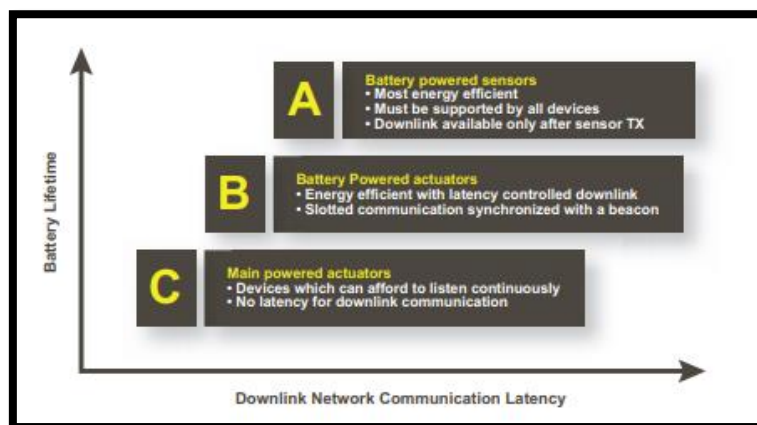 Battery Lifetime
A
Battery powered sensors
• Most energy efficient
• Must be supported by all devices
• Downlink available only after sensor TX
B
Battery Powered actuators
• Energy efficient with latency controlled downlink
• Slotted communication synchronized with a beacon
C
Main powered actuators
• Devices which can afford to listen continuously
• No latency for downlink communication
Downlink Network Communication Latency